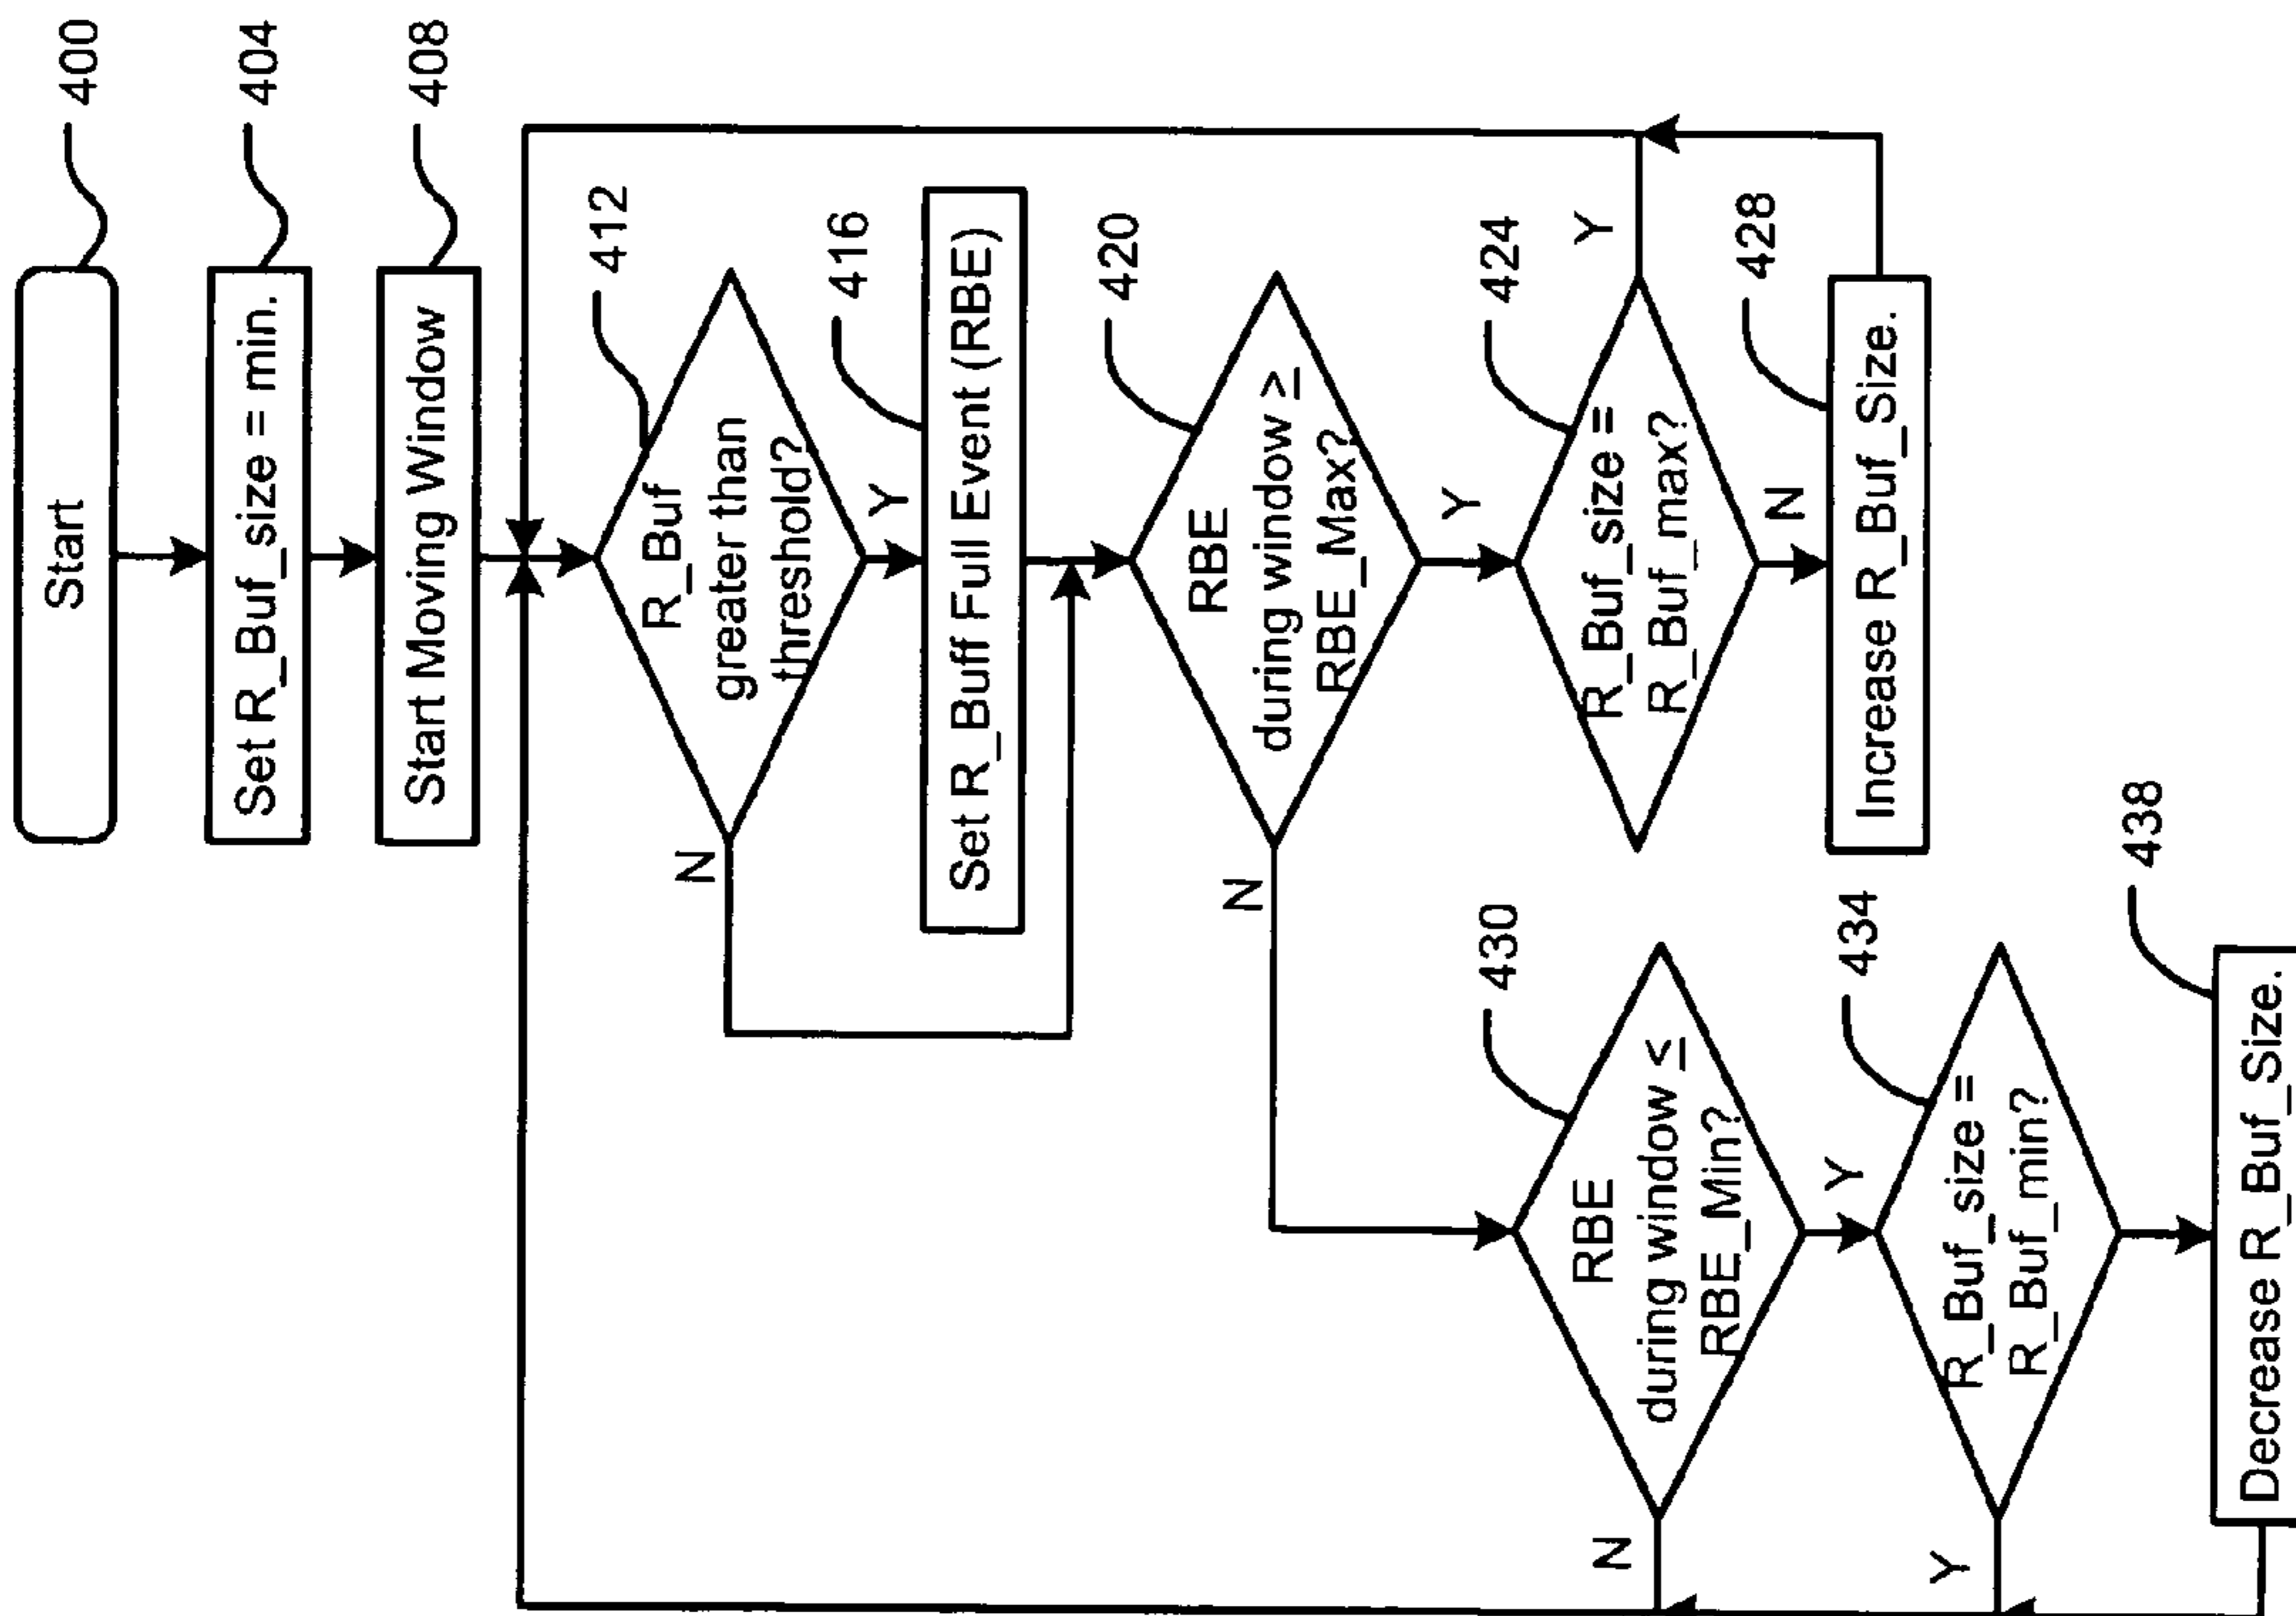 Start
400
Set R_Buf_size = min.
404
Start Moving Window
408
412
R_Buf
greater than
threshold?
N
Y
416
Set R_Buff Full Event (RBE)
420
RBE
during window ≥
RBE_Max?
N
Y
424
R_Buf_size =
R_Buf_max?
Y
N
428
Increase R_Buf_Size.
430
RBE
during window ≤
RBE_Min?
N
Y
434
R_Buf_size =
R_Buf_min?
Y
438
Decrease R_Buf_Size.